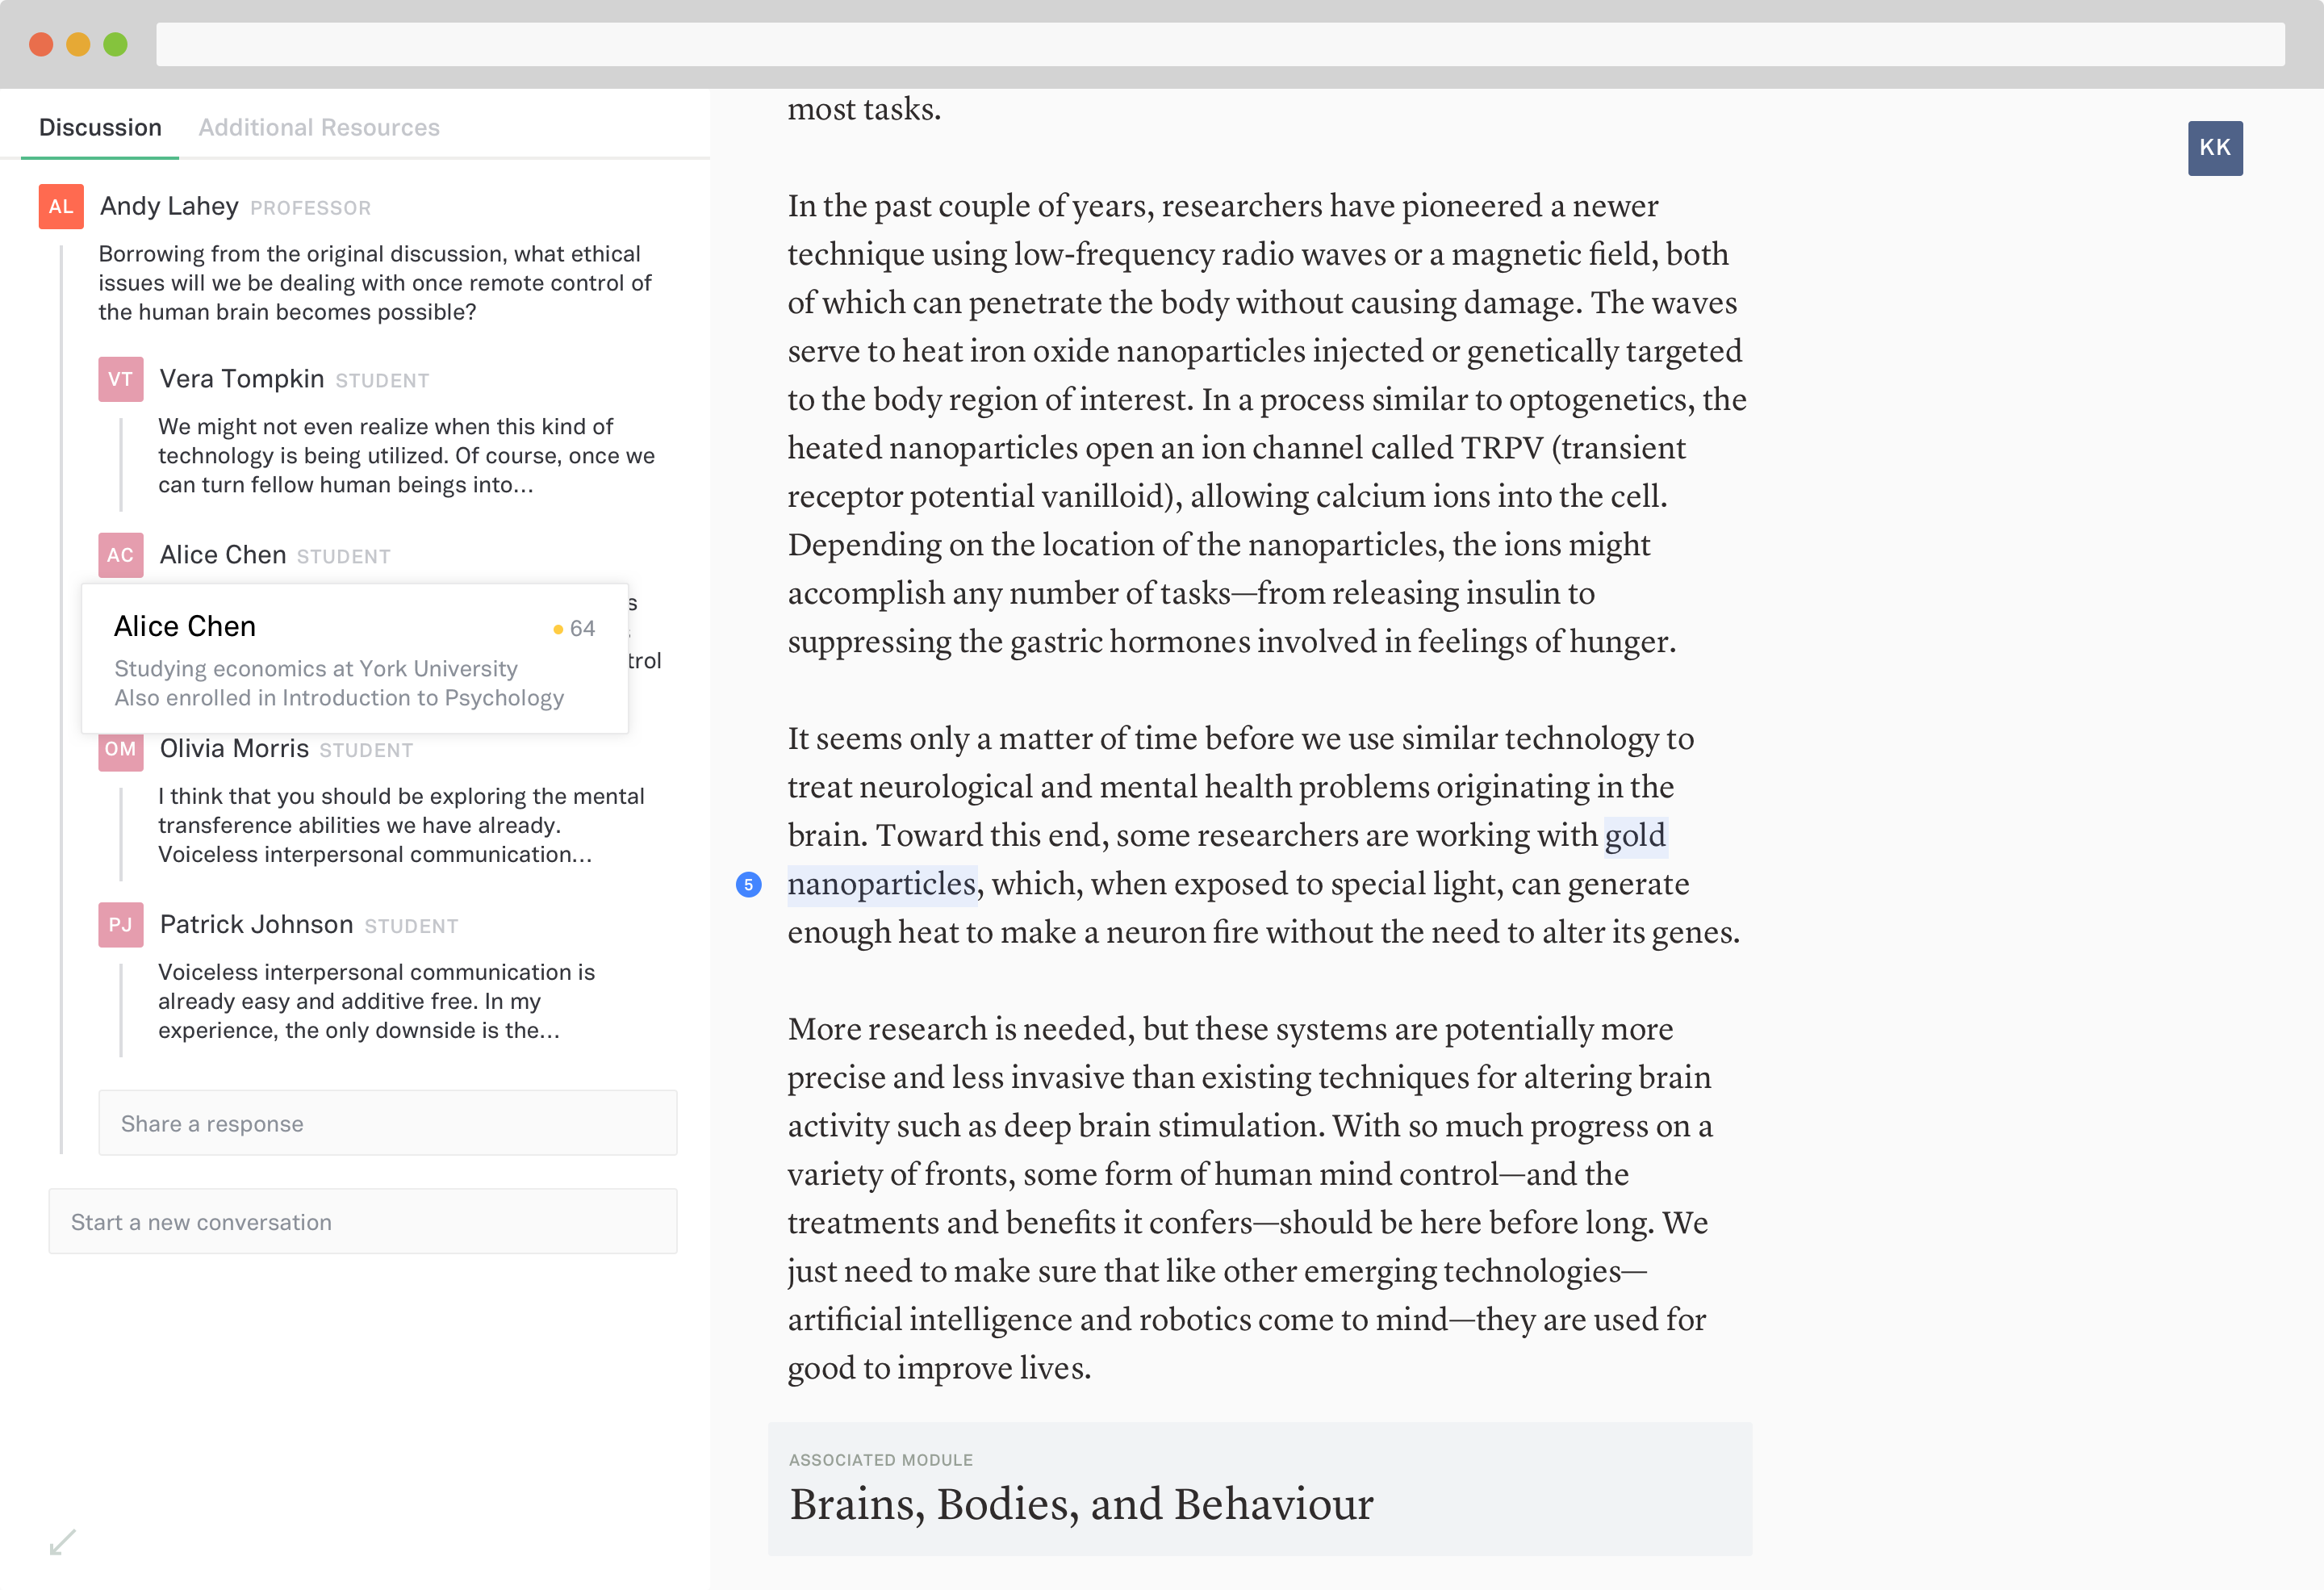 Discussion
Additional Resources
AL
Andy Lahey PROFESSOR
Borrowing from the original discussion, what ethical
issues will we be dealing with once remote control of
the human brain becomes possible?
VT
Vera Tompkin STUDENT
We might not even realize when this kind of
technology is being utilized. Of course, once we
can turn fellow human beings into...
AC
Alice Chen STUDENT
Alice Chen
64
Studying economics at York University
Also enrolled in Introduction to Psychology
s
trol
OM
Olivia Morris STUDENT
I think that you should be exploring the mental
transference abilities we have already.
Voiceless interpersonal communication...
PJ
Patrick Johnson STUDENT
Voiceless interpersonal communication is
already easy and additive free. In my
experience, the only downside is the...
Share a response
Start a new conversation
most tasks.
KK
In the past couple of years, researchers have pioneered a newer
technique using low-frequency radio waves or a magnetic field, both
of which can penetrate the body without causing damage. The waves
serve to heat iron oxide nanoparticles injected or genetically targeted
to the body region of interest. In a process similar to optogenetics, the
heated nanoparticles open an ion channel called TRPV (transient
receptor potential vanilloid), allowing calcium ions into the cell.
Depending on the location of the nanoparticles, the ions might
accomplish any number of tasks—from releasing insulin to
suppressing the gastric hormones involved in feelings of hunger.
It seems only a matter of time before we use similar technology to
treat neurological and mental health problems originating in the
brain. Toward this end, some researchers are working with gold
5
nanoparticles, which, when exposed to special light, can generate
enough heat to make a neuron fire without the need to alter its genes.
More research is needed, but these systems are potentially more
precise and less invasive than existing techniques for altering brain
activity such as deep brain stimulation. With so much progress on a
variety of fronts, some form of human mind control—and the
treatments and benefits it confers—should be here before long. We
just need to make sure that like other emerging technologies—
artificial intelligence and robotics come to mind—they are used for
good to improve lives.
ASSOCIATED MODULE
Brains, Bodies, and Behaviour